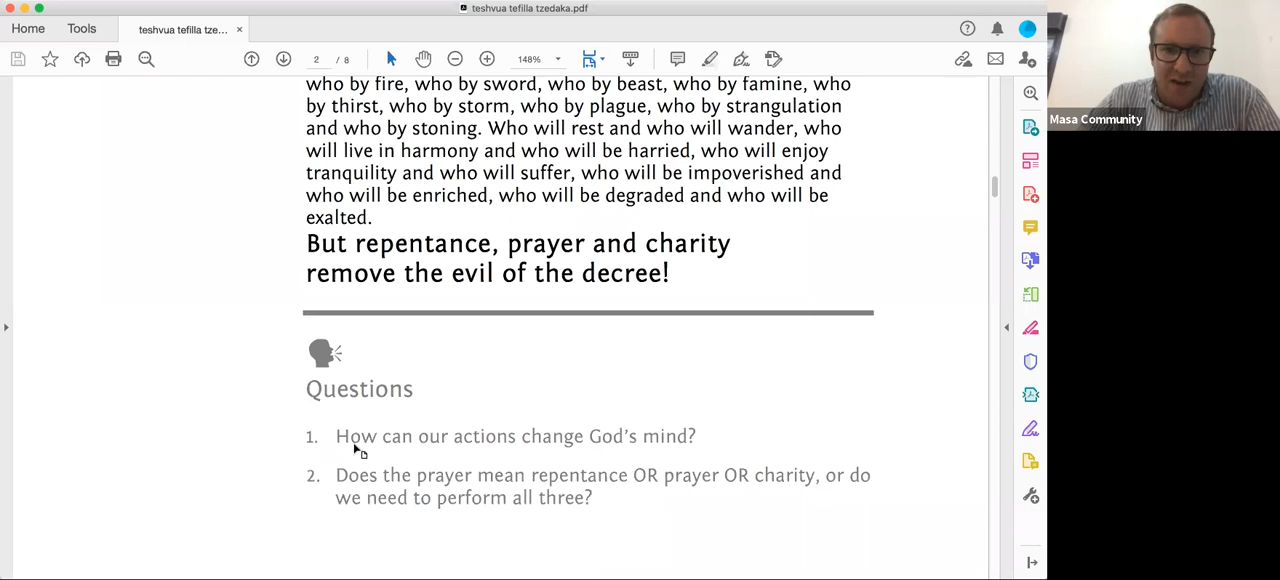 teshvua tefilla tzedaka.pdf
Home
Tools
teshvua tefilla tze...
2 / 8
148%
Masa Community
who by fire, who by sword, who by beast, who by famine, who
by thirst, who by storm, who by plague, who by strangulation
and who by stoning. Who will rest and who will wander, who
will live in harmony and who will be harried, who will enjoy
tranquility and who will suffer, who will be impoverished and
who will be enriched, who will be degraded and who will be
exalted.
But repentance, prayer and charity
remove the evil of the decree!
Questions
1. How can our actions change God's mind?
2. Does the prayer mean repentance OR prayer OR charity, or do
we need to perform all three?